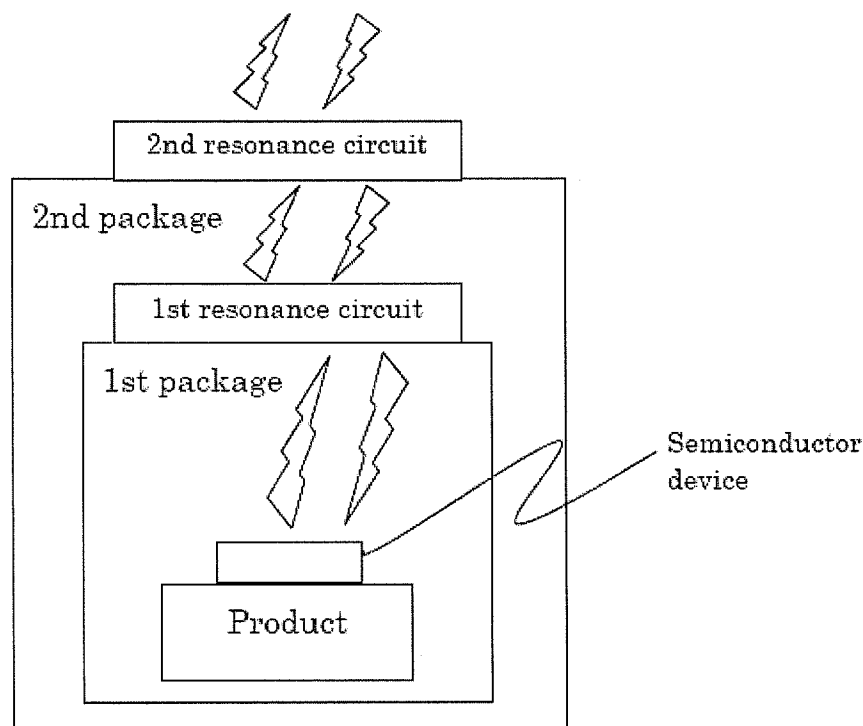 2nd resonance circuit
2nd package
1st resonance circuit
1st package
Semiconductor
device
Product